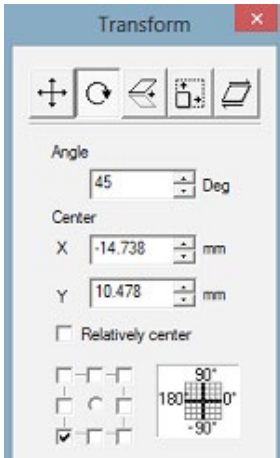 Transform
Angle
45 Deg
Center
X -14.738 mm
Y 10.478 mm
Relatively center
90°
180° 0°
-90°